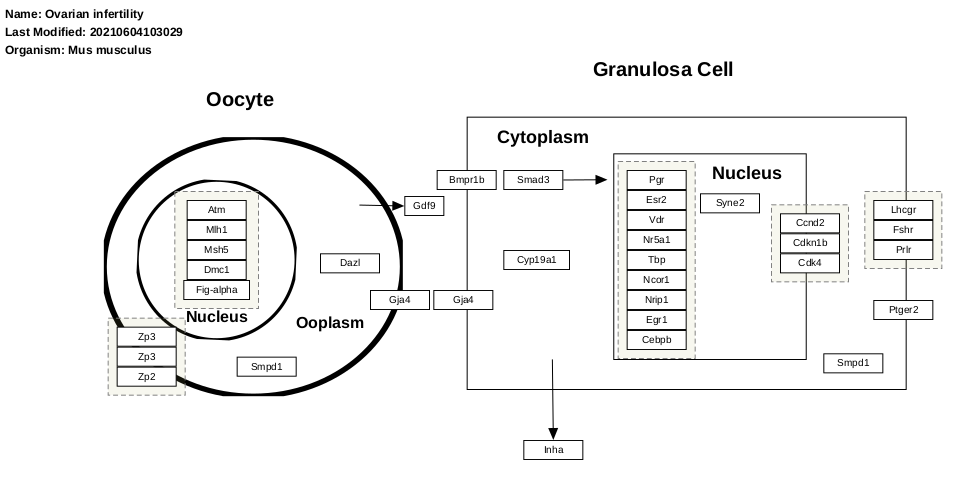 Name: Ovarian infertility
Last Modified: 20210604103029
Organism: Mus musculus
Granulosa Cell
Oocyte
Cytoplasm
Nucleus
Bmpr1b
Smad3
Pgr
Esr2
Vdr
Nr5a1
Tbp
Ncor1
Nrip1
Egr1
Cebpb
Syne2
Ccnd2
Cdkn1b
Cdk4
Lhcgr
Fshr
Prlr
Gdf9
Atm
Mlh1
Msh5
Dmc1
Fig-alpha
Nucleus
Dazl
Cyp19a1
Gja4
Gja4
Ptger2
Ooplasm
Zp3
Zp3
Zp2
Smpd1
Smpd1
Inha